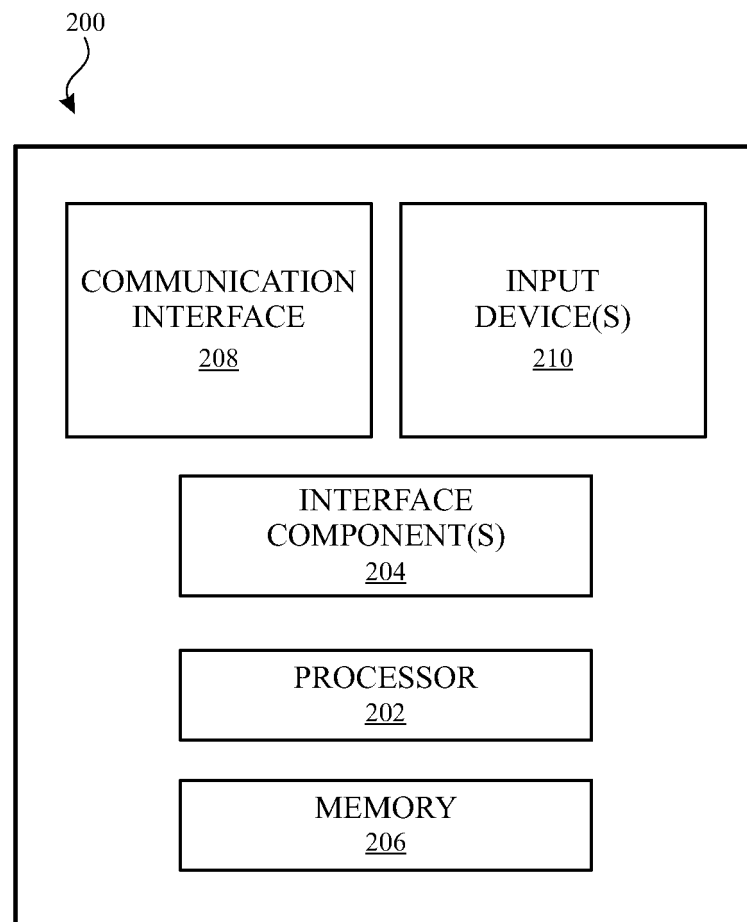 200
COMMUNICATION
INTERFACE
208
INPUT
DEVICE(S)
210
INTERFACE
COMPONENT(S)
204
PROCESSOR
202
MEMORY
206